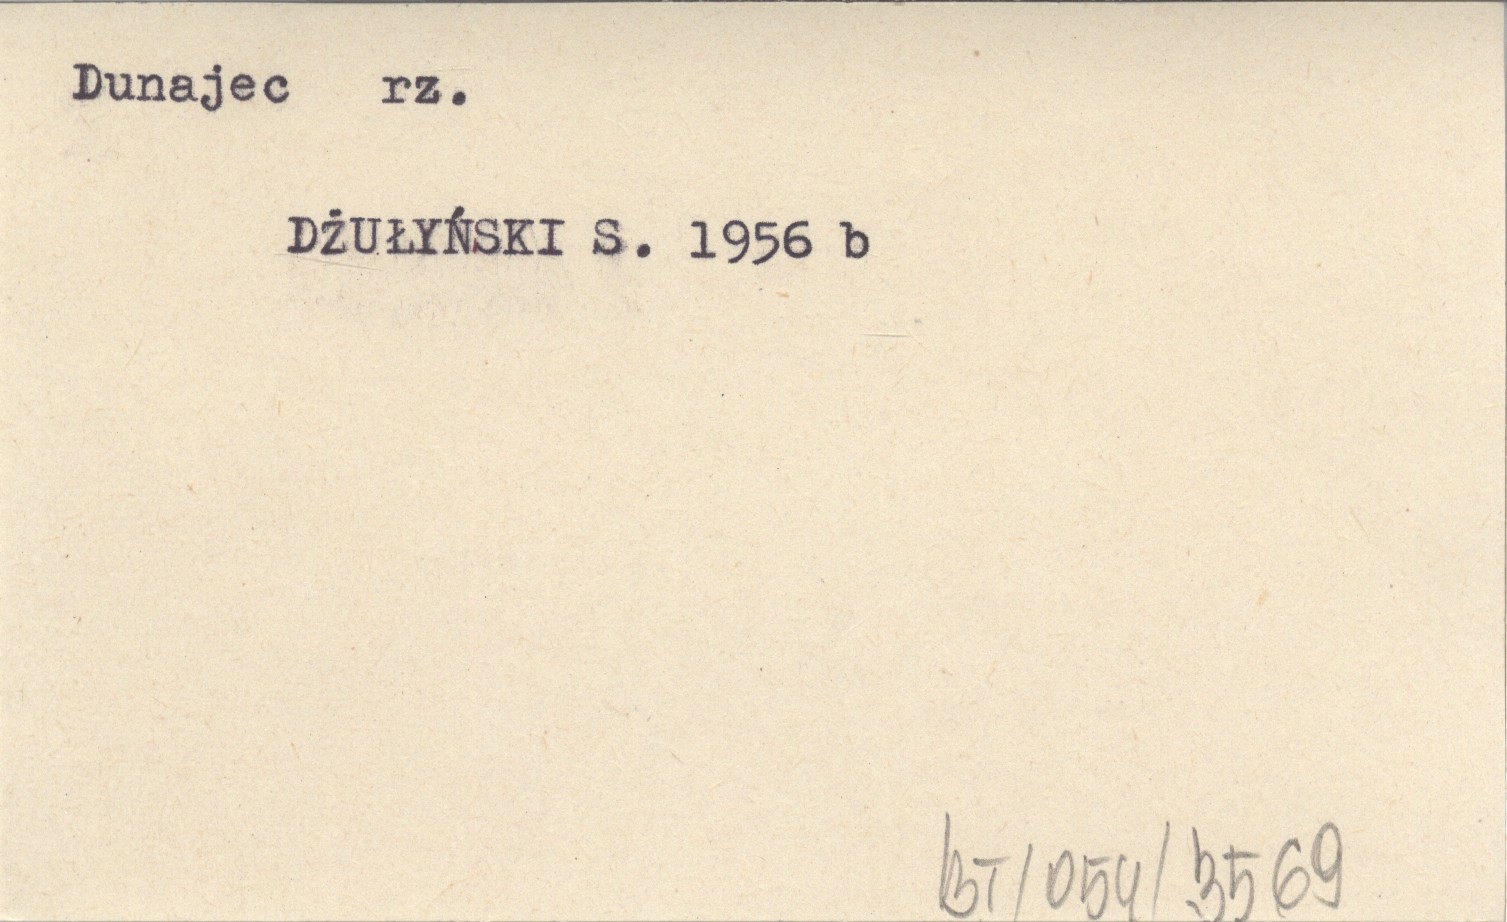 Dunajec rz.
DŻUŁYŃSKI S. 1956 b
BT/054/3569